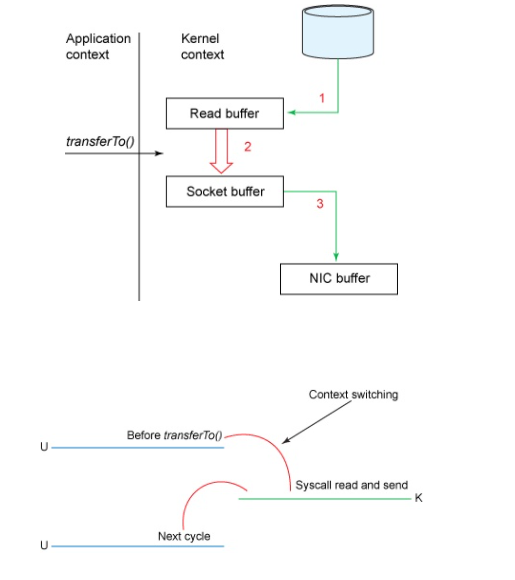 Application
context
Kernel
context
1
Read buffer
transferTo()
2
Socket buffer
3
NIC buffer
Context switching
Before transferTo()
U
Syscall read and send
K
Next cycle
U